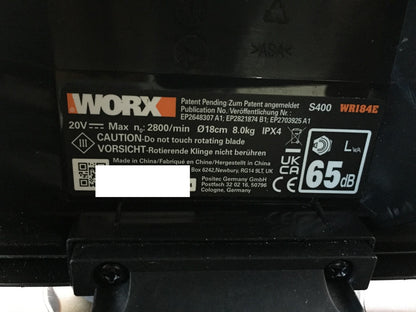 WORX
Patent Pending·Zum Patent angemeldet
Publication No. ·Veröffentlichung Nr.:
EP2648307 A1; EP2821874 B1; EP2703925 A1
S400 WR184E
20V Max n₀: 2800/min Ø18cm 8.0kg IPX4
CAUTION-Do not touch rotating blade
VORSICHT-Rotierende Klinge nicht berühren
III
Made in China/Fabriqué en Chine/Hergestellt in China
Box 6242,Newbury, RG14 9LT, UK
Positec Germany GmbH
Postfach 32 02 16, 50796
Cologne, Germany
UK
CA
CE
LWA
65dB